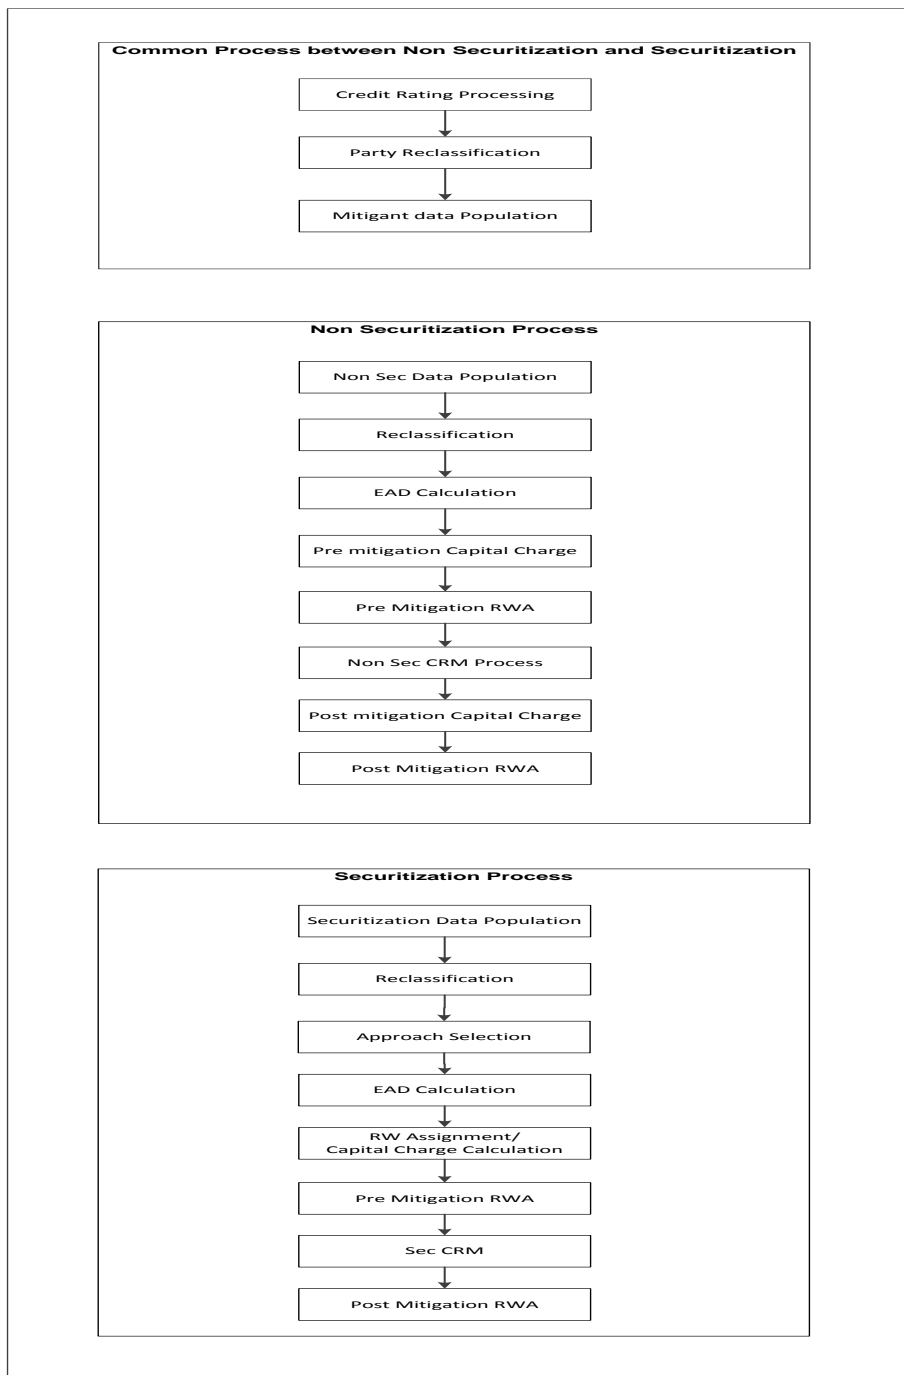 Common Process between Non Securitization and Securitization
Credit Rating Processing
Party Reclassification
Mitigant data Population
Non Securitization Process
Non Sec Data Population
Reclassification
EAD Calculation
Pre mitigation Capital Charge
Pre Mitigation RWA
Non Sec CRM Process
Post mitigation Capital Charge
Post Mitigation RWA
Securitization Process
Securitization Data Population
Reclassification
Approach Selection
EAD Calculation
RW Assignment/
Capital Charge Calculation
Pre Mitigation RWA
Sec CRM
Post Mitigation RWA